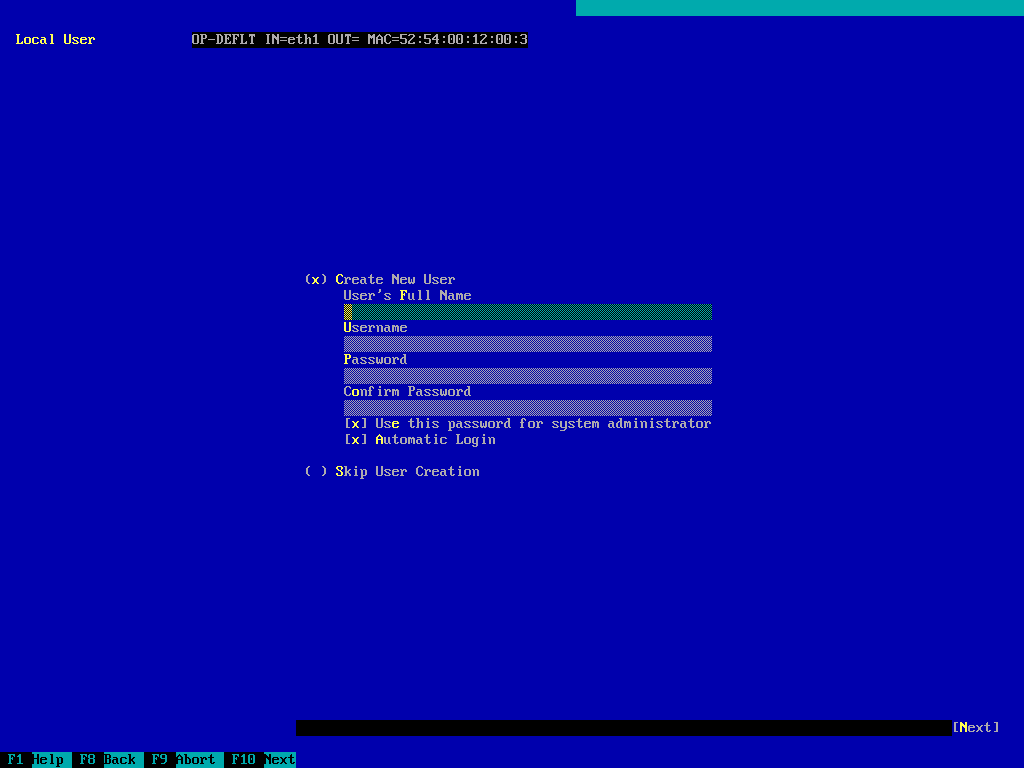 Local User OP-DEFLT IN=eth1 OUT= MAC=52:54:00:12:00:3
(x) Create New User
User's Full Name
Username
Password
Confirm Password
[x] Use this password for system administrator
[x] Automatic Login
( ) Skip User Creation
[Next]
F1 Help F8 Back F9 Abort F10 Next